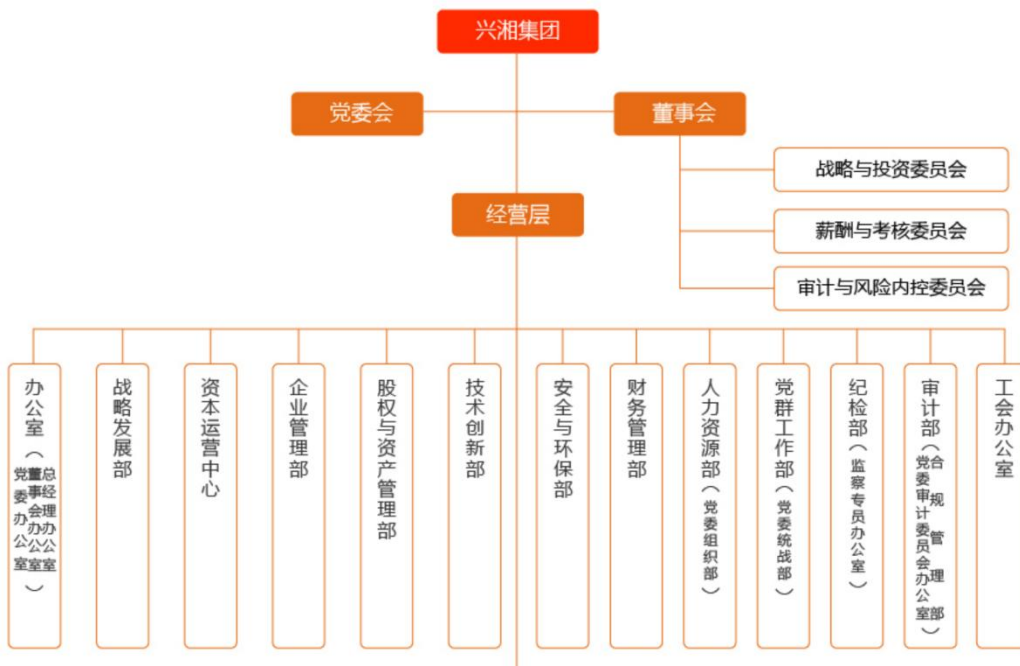 兴湘集团
党委会
董事会
战略与投资委员会
经营层
薪酬与考核委员会
审计与风险内控委员会
办公室（党委办公室 董事会办公室 总经理办公室）
战略发展部
资本运营中心
企业管理部
股权与资产管理部
技术创新部
安全与环保部
财务管理部
人力资源部（党委组织部）
党群工作部（党委统战部）
纪检部（监察专员办公室）
审计部（党委审计委员会办公室 合规管理部）
工会办公室